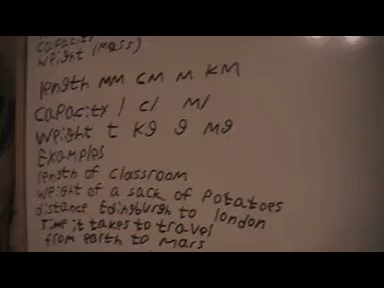 capacity
weight (mass)
length mm cm m km
capacity l cl ml
weight t kg g mg
Examples
length of classroom
weight of a sack of potatoes
distance Edinburgh to london
Time it takes to travel
from earth to Mars